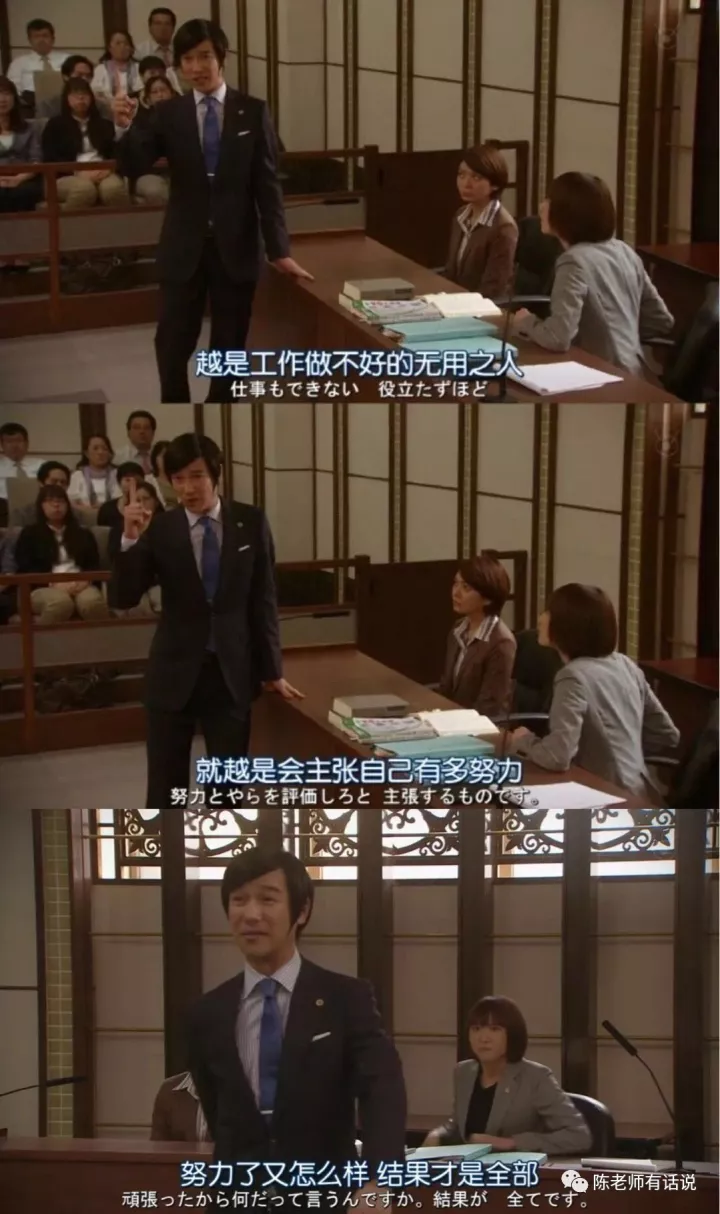 越是工作做不好的无用之人
仕事もできない 役立たずほど
就越是会主张自己有多努力
努力とやらを評価しろと 主張するものです。
努力了又怎么样 结果才是全部
頑張ったから何だって言うんですか。結果が 全てです。
陈老师有话说